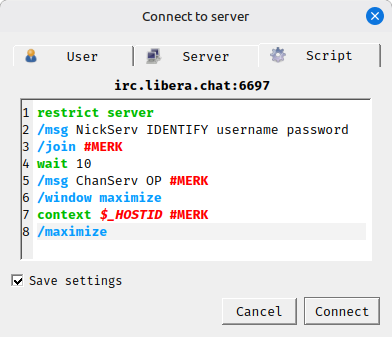 Connect to server
User
Server
Script
irc.libera.chat:6697
1 restrict server
2 /msg NickServ IDENTIFY username password
3 /join #MERK
4 wait 10
5 /msg ChanServ OP #MERK
6 /window maximize
7 context $_HOSTID #MERK
8 /maximize
Save settings
Cancel
Connect